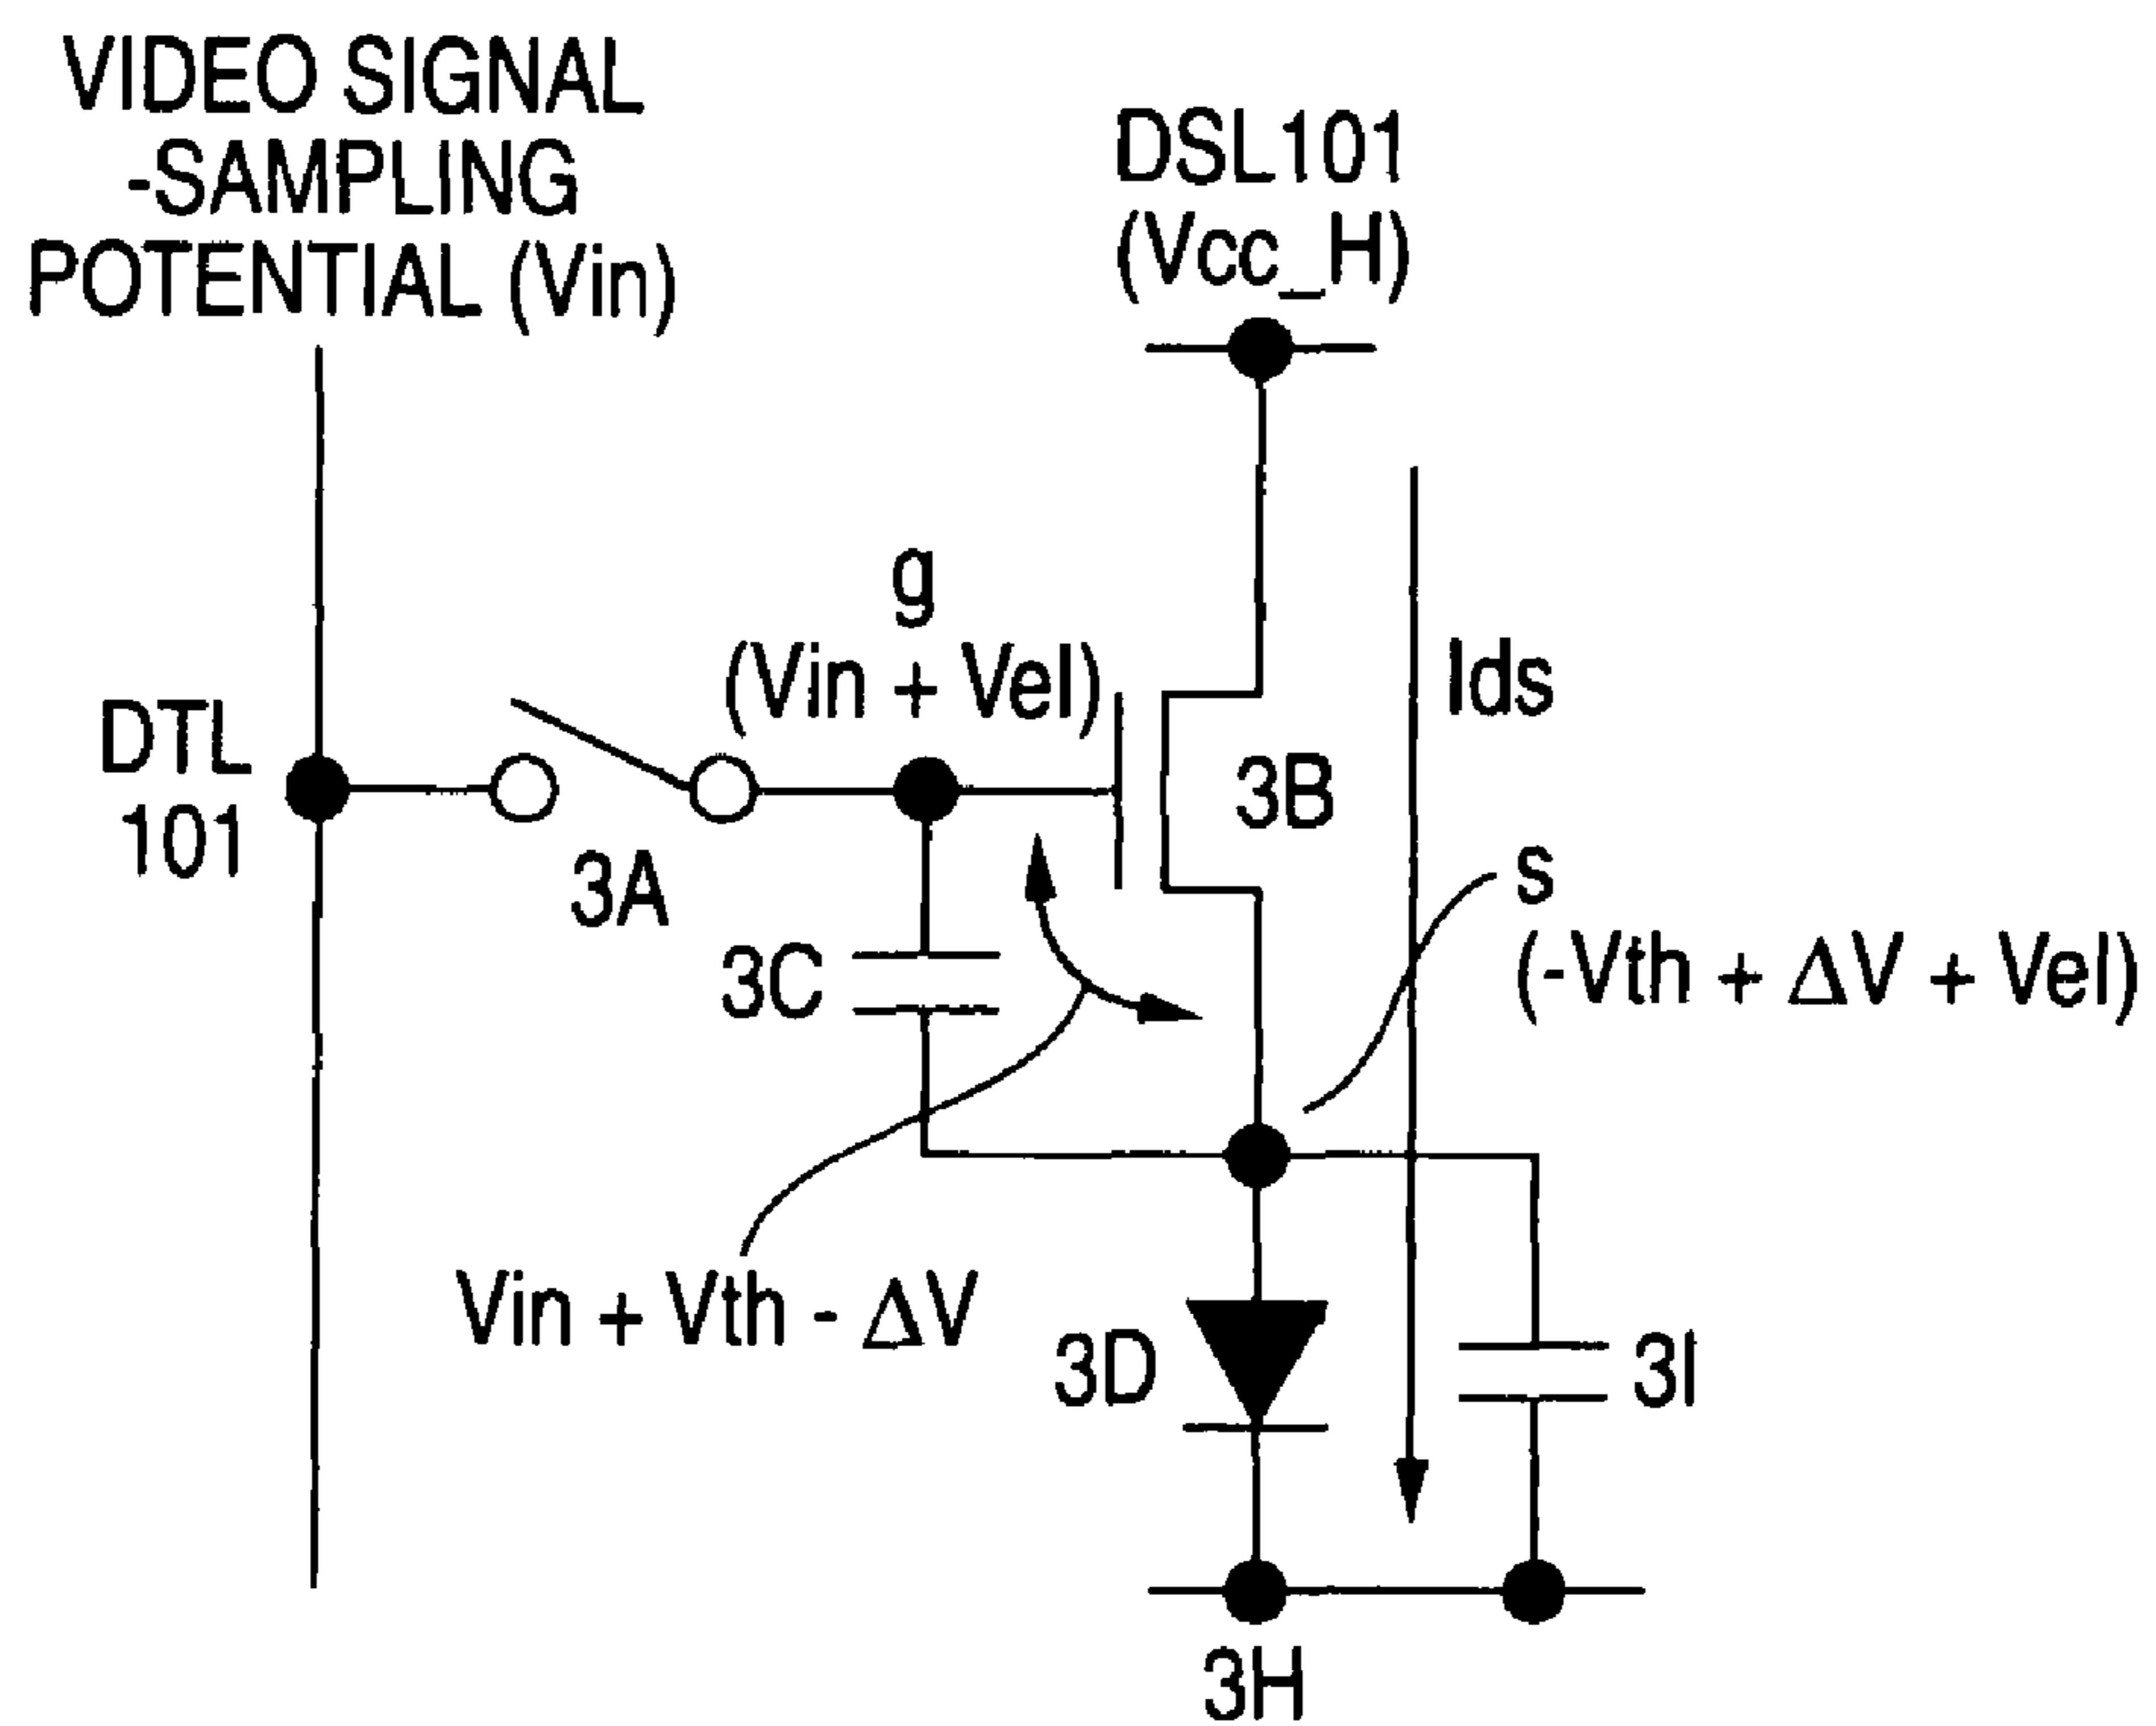 VIDEO SIGNAL
-SAMPLING
POTENTIAL (Vin)
DSL101
(Vcc_H)
g
(Vin + Vel)
Ids
DTL
101
3A
3B
s
(-Vth + ΔV + Vel)
3C
Vin + Vth - ΔV
3D
3I
3H